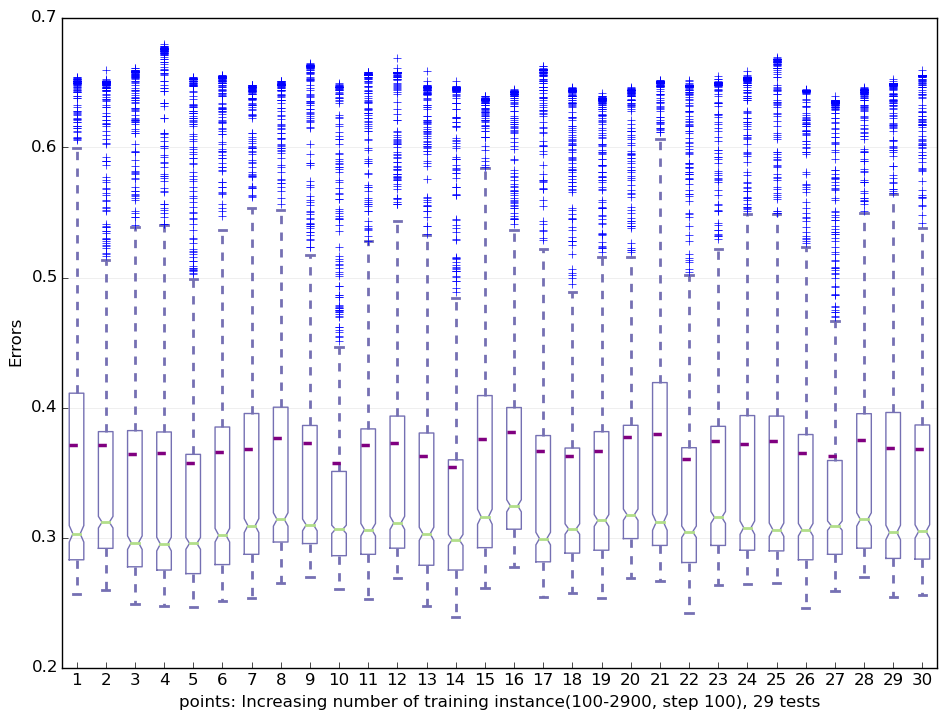 0.7
0.6
0.5
0.4
0.3
0.2
Errors
1 2 3 4 5 6 7 8 9 10 11 12 13 14 15 16 17 18 19 20 21 22 23 24 25 26 27 28 29 30
points: Increasing number of training instance(100-2900, step 100), 29 tests